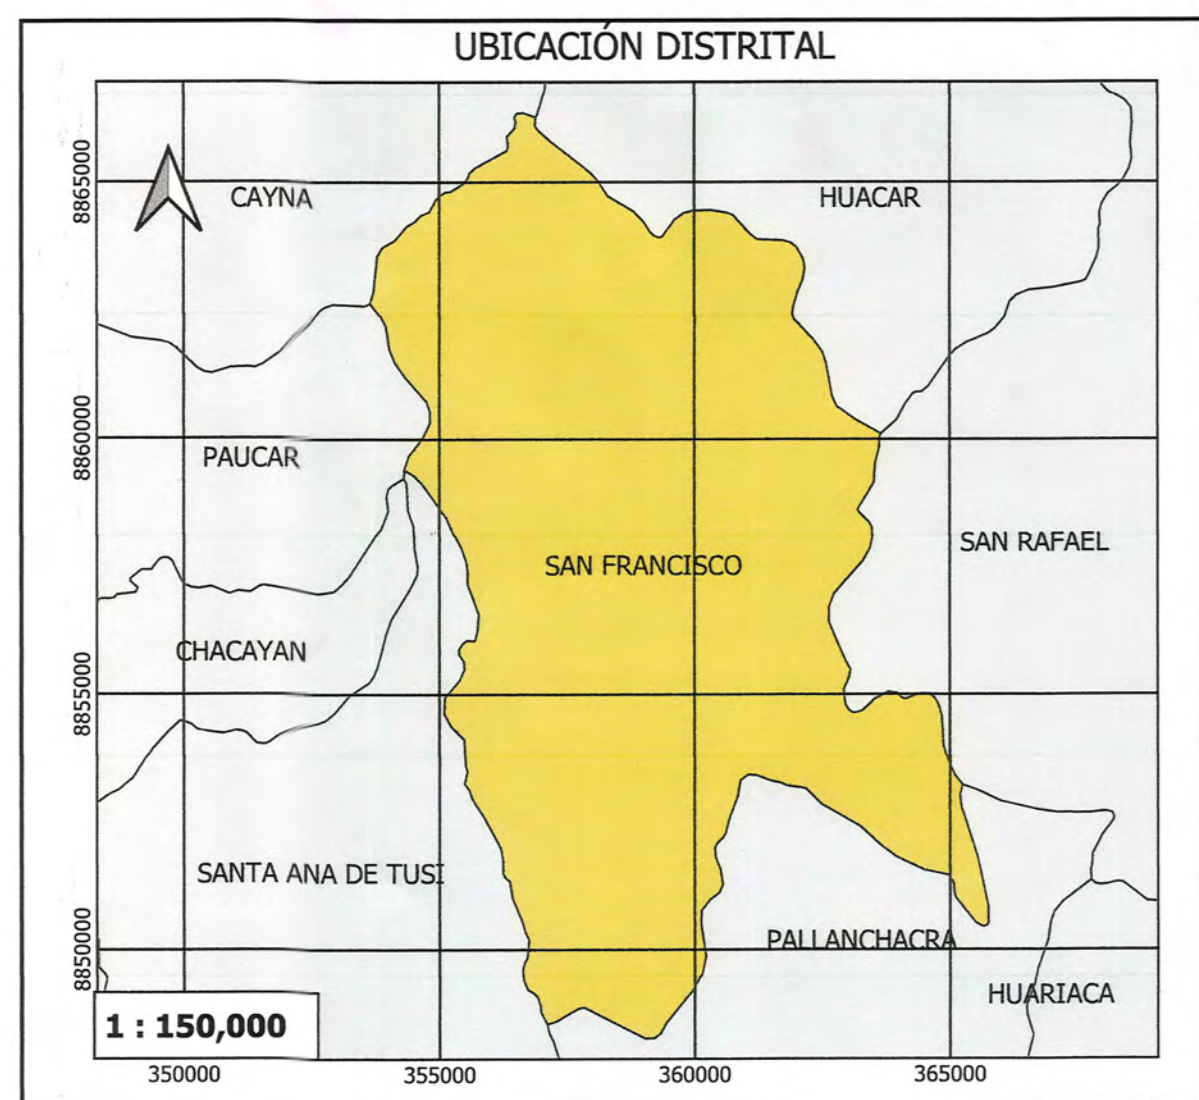 UBICACIÓN DISTRITAL
8865000
CAYNA
HUACAR
8860000
PAUCAR
SAN RAFAEL
SAN FRANCISCO
CHACAYAN
8855000
SANTA ANA DE TUSI
PALLANCHACRA
8850000
HUARIACA
1 : 150,000
350000
355000
360000
365000